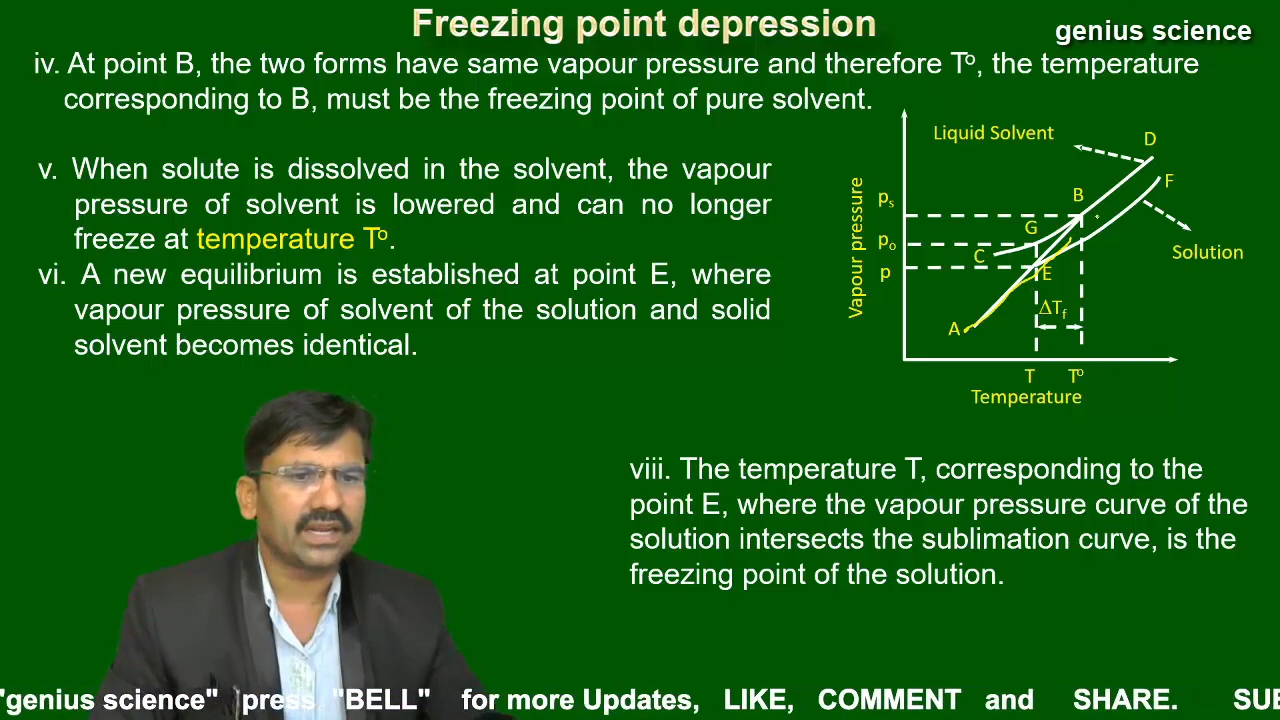 Freezing point depression
genius science
iv. At point B, the two forms have same vapour pressure and therefore Tº, the temperature
corresponding to B, must be the freezing point of pure solvent.
v. When solute is dissolved in the solvent, the vapour
pressure of solvent is lowered and can no longer
freeze at temperature Tº.
vi. A new equilibrium is established at point E, where
vapour pressure of solvent of the solution and solid
solvent becomes identical.
Liquid Solvent
D
F
B
pₛ
G
pₒ
C
Solution
p
E
Vapour pressure
ΔTf
A
T
Tº
Temperature
viii. The temperature T, corresponding to the
point E, where the vapour pressure curve of the
solution intersects the sublimation curve, is the
freezing point of the solution.
"genius science" press "BELL" for more Updates, LIKE, COMMENT and SHARE. SUB